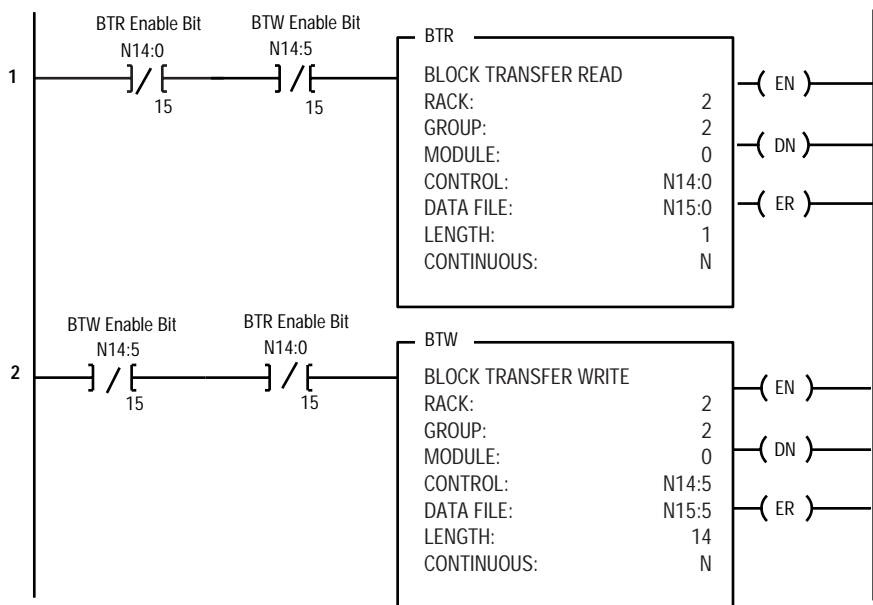 BTR Enable Bit
BTW Enable Bit
N14:0
N14:5
1
15
15
BTR
BLOCK TRANSFER READ
RACK: 2
GROUP: 2
MODULE: 0
CONTROL: N14:0
DATA FILE: N15:0
LENGTH: 1
CONTINUOUS: N
EN
DN
ER
BTW Enable Bit
BTR Enable Bit
N14:5
N14:0
2
15
15
BTW
BLOCK TRANSFER WRITE
RACK: 2
GROUP: 2
MODULE: 0
CONTROL: N14:5
DATA FILE: N15:5
LENGTH: 14
CONTINUOUS: N
EN
DN
ER